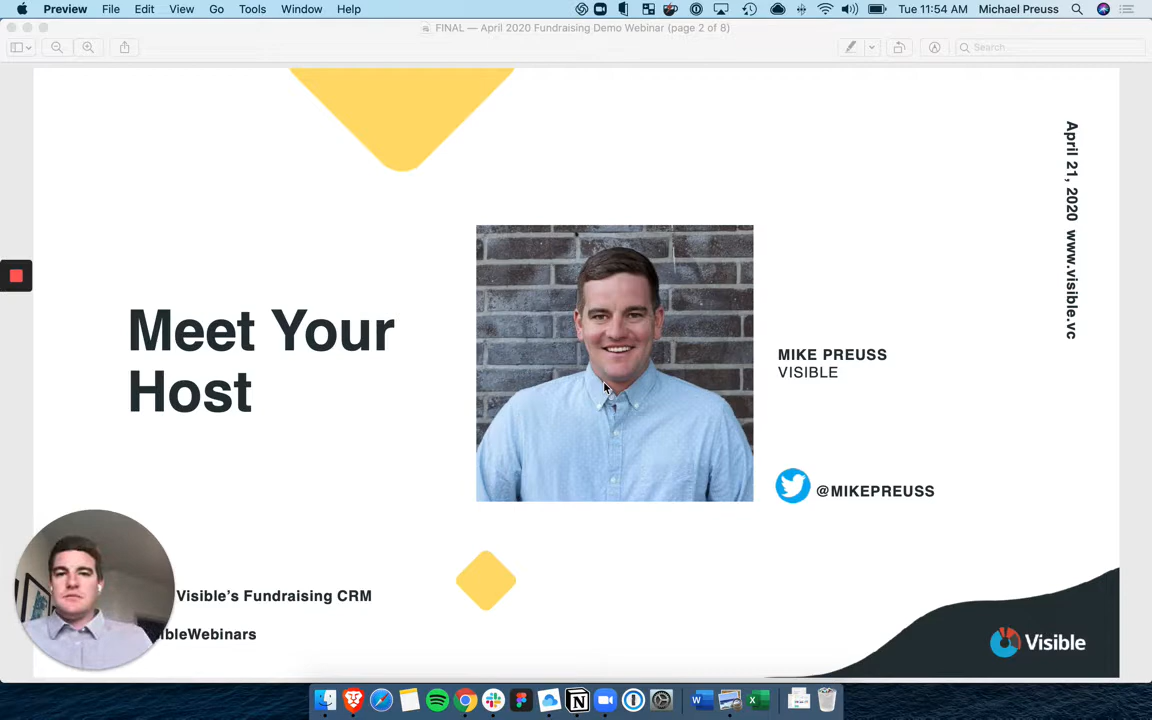 Preview File Edit View Go Tools Window Help
Tue 11:54 AM Michael Preuss
FINAL — April 2020 Fundraising Demo Webinar (page 2 of 8)
Search
April 21, 2020 www.visible.vc
Meet Your
Host
MIKE PREUSS
VISIBLE
@MIKEPREUSS
Visible's Fundraising CRM
ibleWebinars
Visible